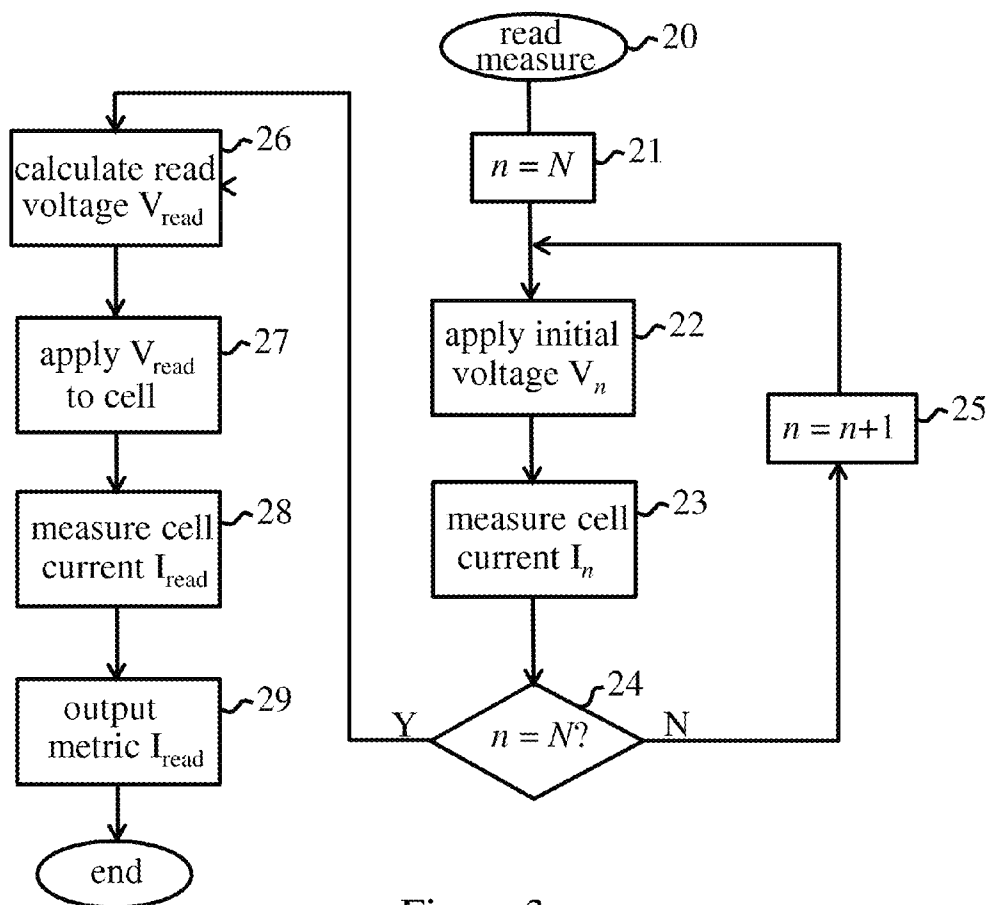 read
measure
20
n = N
21
apply initial
voltage Vn
22
measure cell
current In
23
n = N?
24
Y
N
n = n+1
25
calculate read
voltage Vread
26
apply Vread
to cell
27
measure cell
current Iread
28
output
metric Iread
29
end